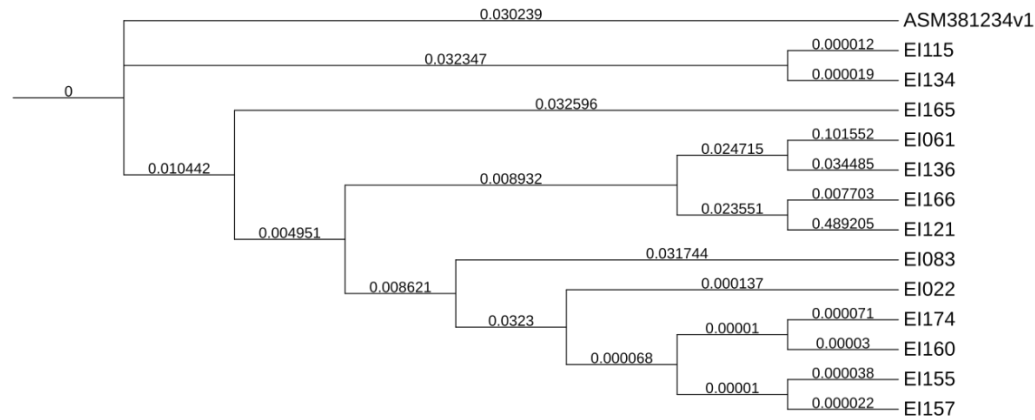 0.030239 ASM381234v1
0.000012 EI115
0.032347
0.000019 EI134
0
0.032596 EI165
0.101552 EI061
0.024715
0.010442
0.034485 EI136
0.008932
0.007703 EI166
0.023551
0.489205 EI121
0.004951
0.031744 EI083
0.008621
0.000137 EI022
0.0323
0.000071 EI174
0.00001
0.00003 EI160
0.000068
0.000038 EI155
0.00001
0.000022 EI157